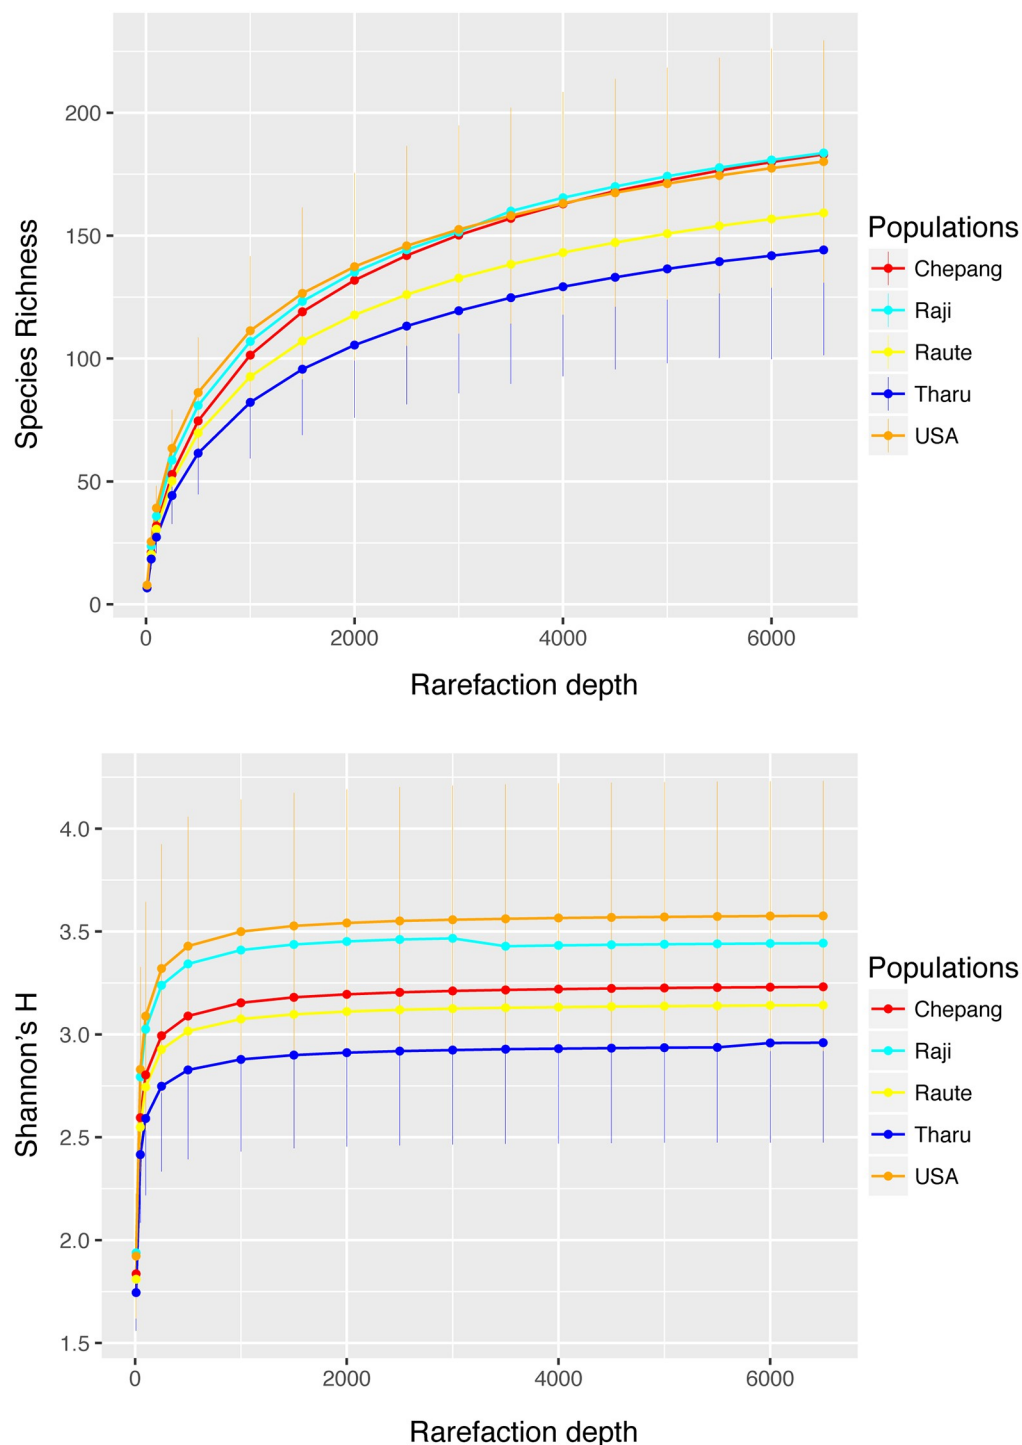 200
150
100
50
0
Species Richness
0 2000 4000 6000
Rarefaction depth
Populations
Chepang
Raji
Raute
Tharu
USA
4.0
3.5
3.0
2.5
2.0
1.5
Shannon's H
0 2000 4000 6000
Rarefaction depth
Populations
Chepang
Raji
Raute
Tharu
USA